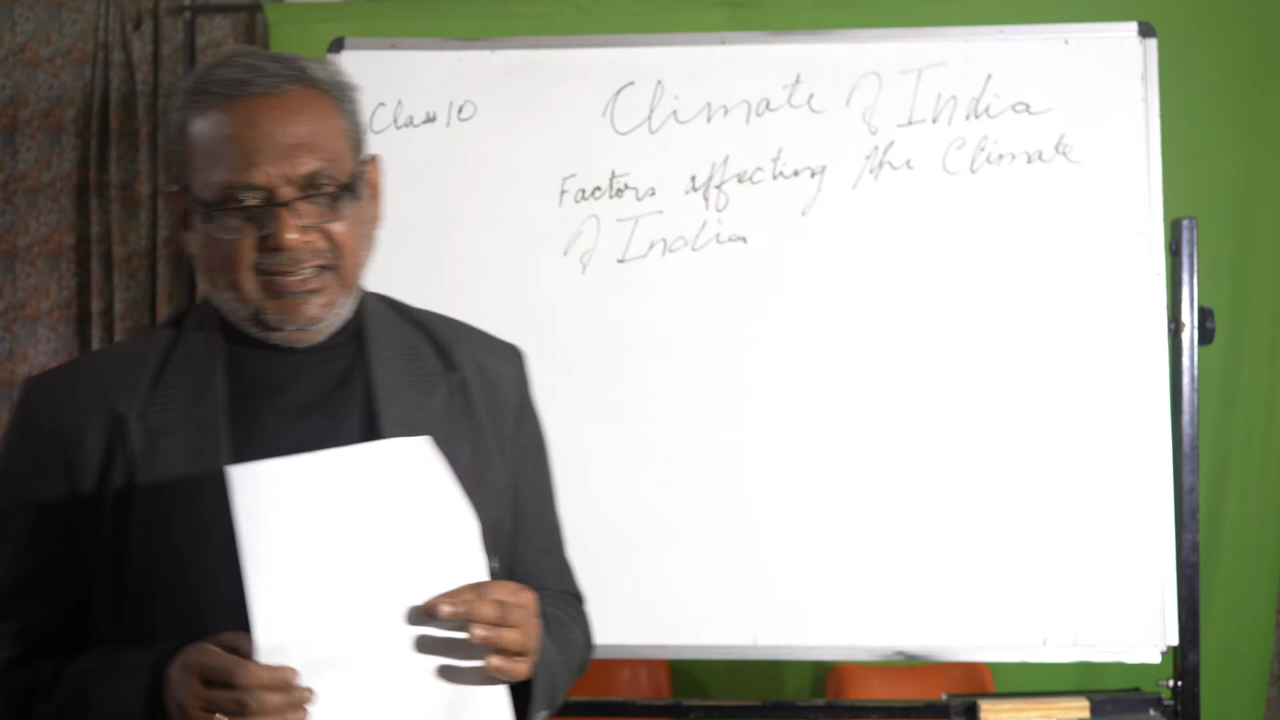 Class 10
Climate of India
Factors affecting the Climate
of India